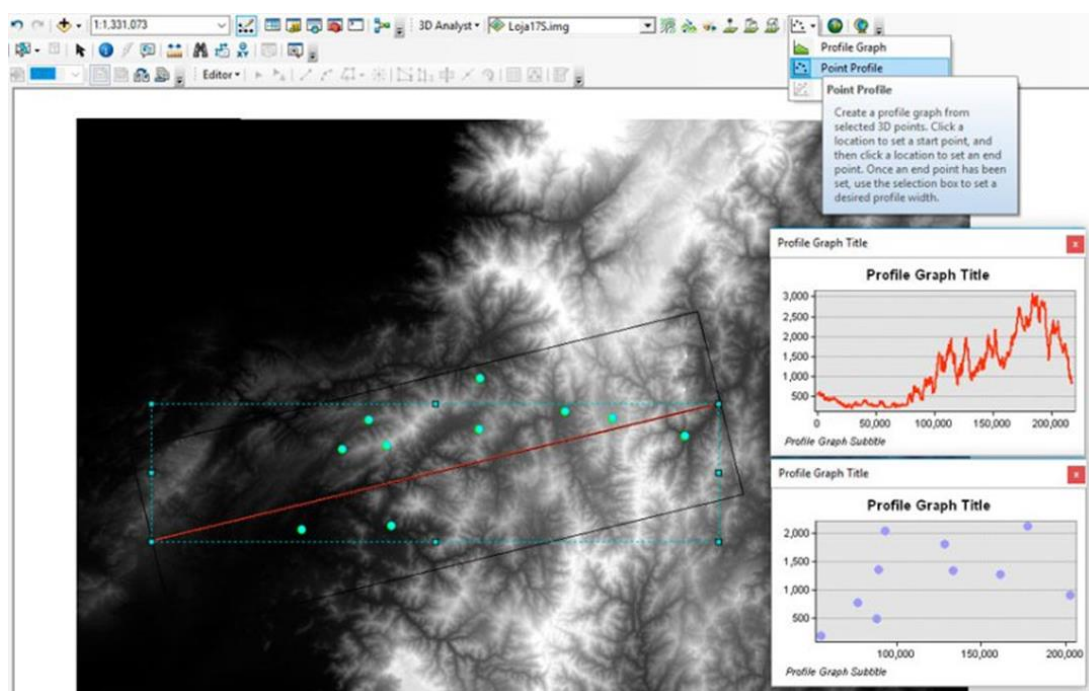 1:1,331,073
3D Analyst
Loja17S.img
Editor
Profile Graph
Point Profile
Point Profile
Create a profile graph from
selected 3D points. Click a
location to set a start point, and
then click a location to set an end
point. Once an end point has been
set, use the selection box to set a
desired profile width.
Profile Graph Title
x
Profile Graph Title
3,000
2,500
2,000
1,500
1,000
500
0 50,000 100,000 150,000 200,000
Profile Graph Subtitle
Profile Graph Title
x
Profile Graph Title
2,000
1,500
1,000
500
100,000 150,000 200,000
Profile Graph Subtitle